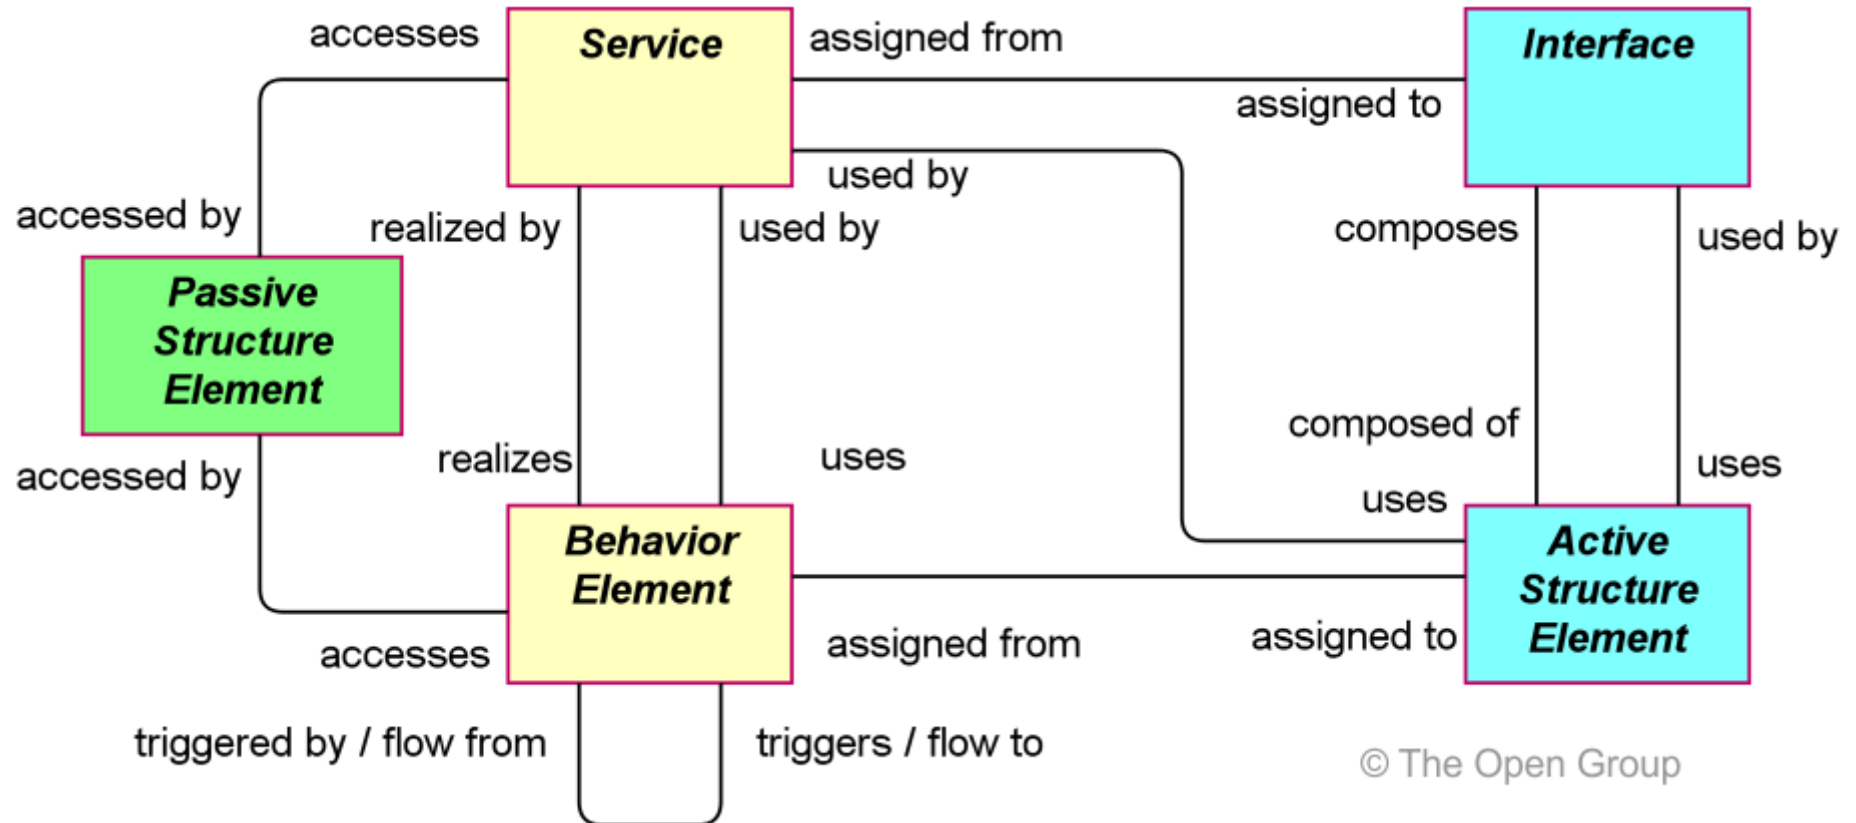 accesses
Service
assigned from
Interface
assigned to
used by
accessed by
realized by
used by
composes
used by
Passive
Structure
Element
composed of
accessed by
realizes
uses
uses
uses
Behavior
Element
Active
Structure
Element
accesses
assigned from
assigned to
triggered by / flow from
triggers / flow to
© The Open Group